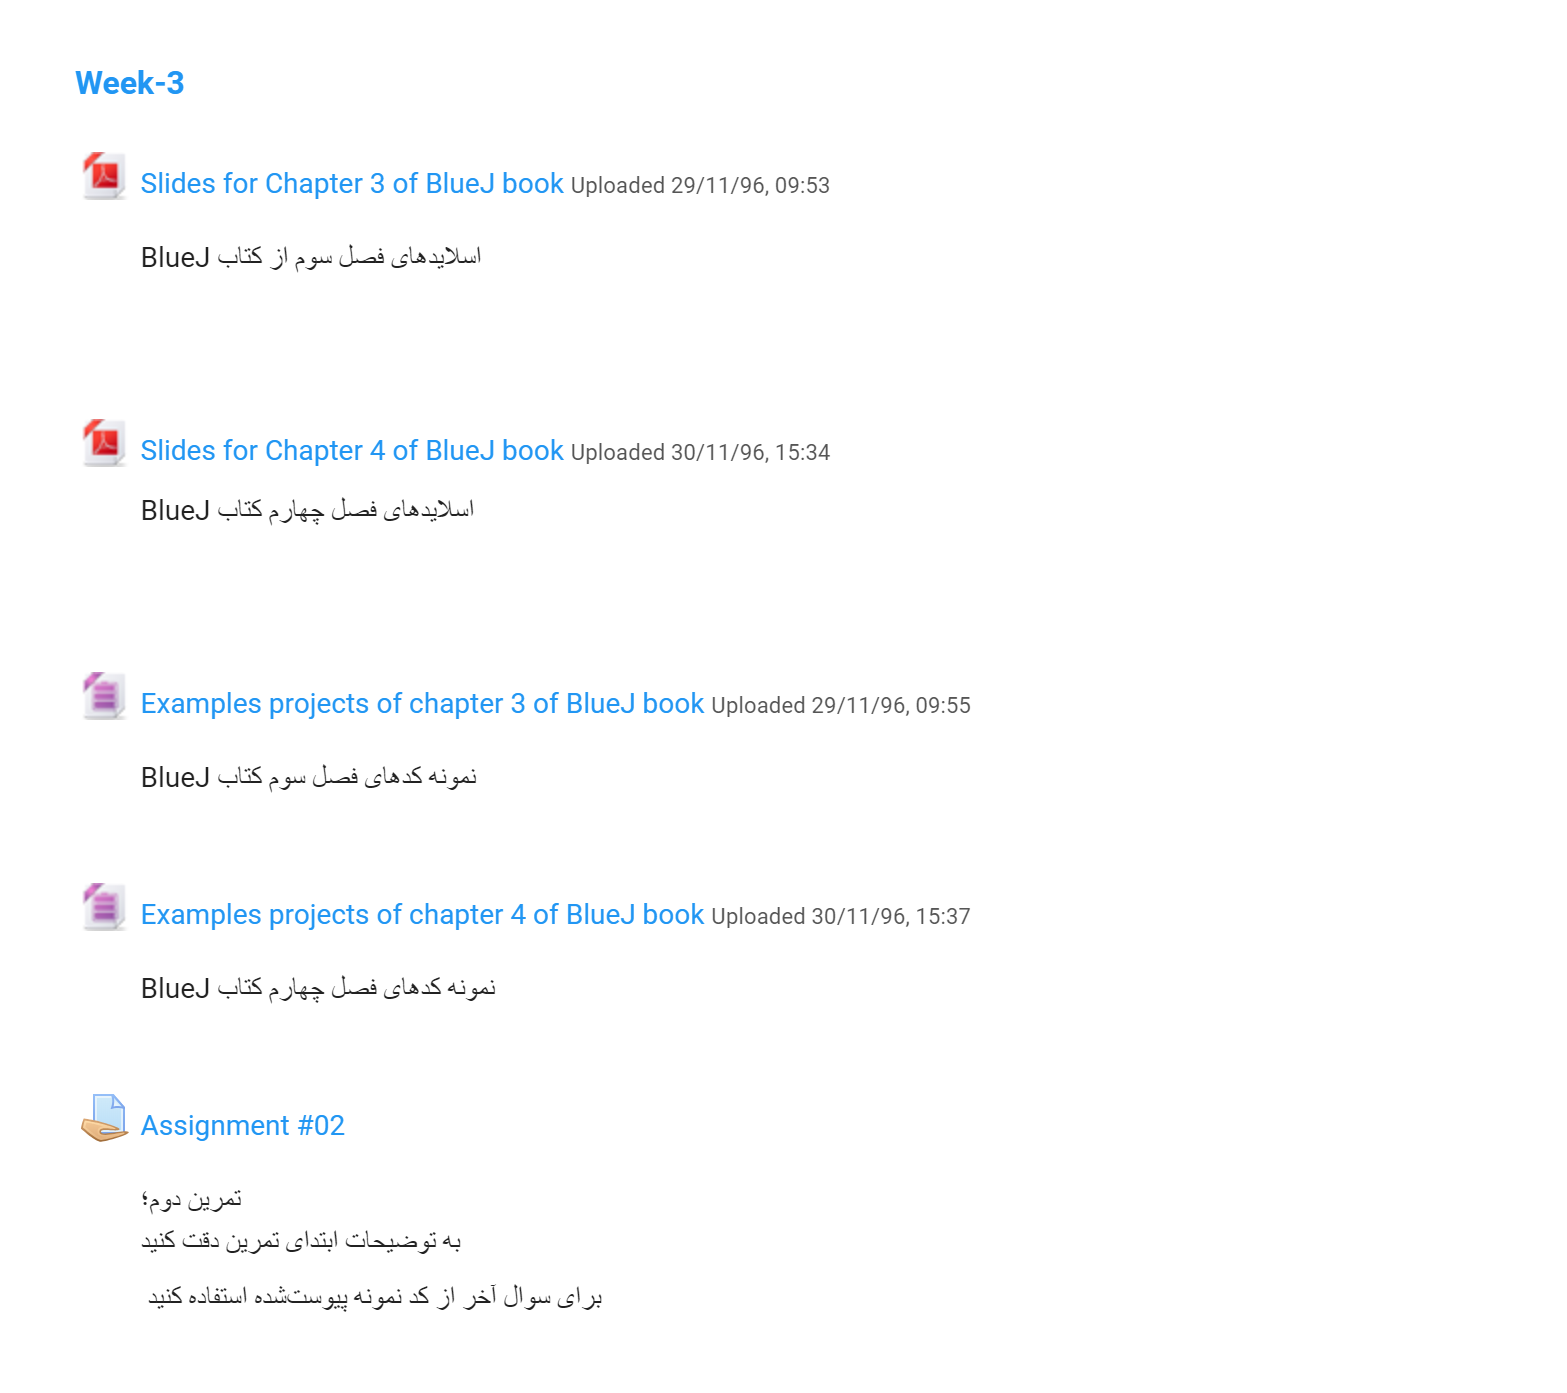 Week-3
Slides for Chapter 3 of BlueJ book Uploaded 29/11/96, 09:53
اسلایدهای فصل سوم از کتاب BlueJ
Slides for Chapter 4 of BlueJ book Uploaded 30/11/96, 15:34
اسلایدهای فصل چهارم کتاب BlueJ
Examples projects of chapter 3 of BlueJ book Uploaded 29/11/96, 09:55
نمونه کدهای فصل سوم کتاب BlueJ
Examples projects of chapter 4 of BlueJ book Uploaded 30/11/96, 15:37
نمونه کدهای فصل چهارم کتاب BlueJ
Assignment #02
تمرین دوم؛
به توضیحات ابتدای تمرین دقت کنید
برای سوال آخر از کد نمونه پیوست‌شده استفاده کنید